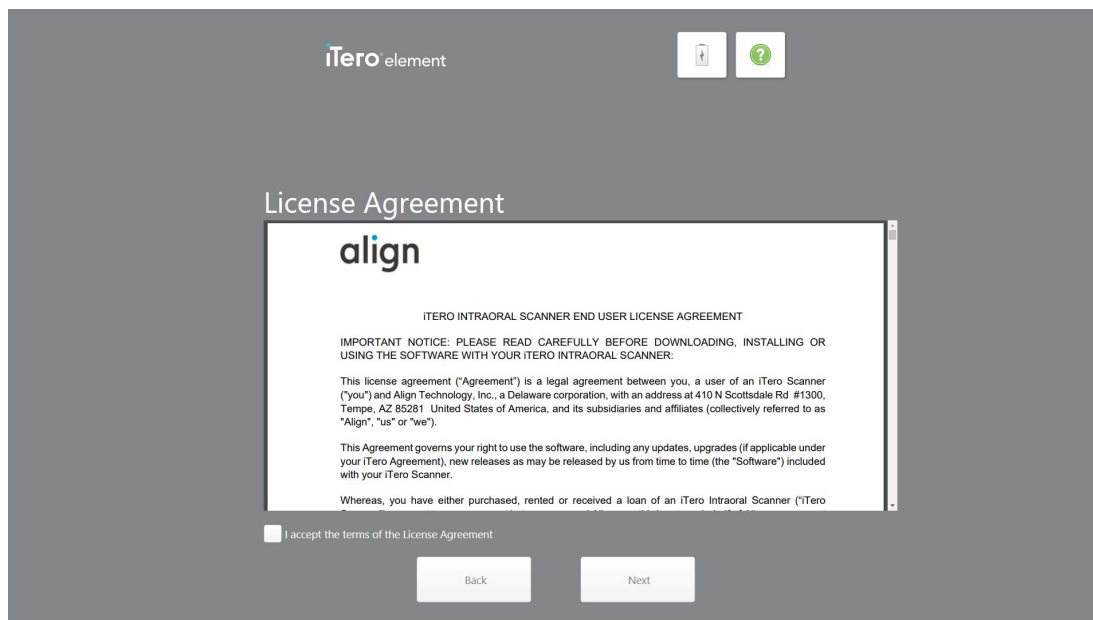 iTero® element
?
License Agreement
align
iTERO INTRAORAL SCANNER END USER LICENSE AGREEMENT
IMPORTANT NOTICE: PLEASE READ CAREFULLY BEFORE DOWNLOADING, INSTALLING OR
USING THE SOFTWARE WITH YOUR iTERO INTRAORAL SCANNER:
This license agreement (“Agreement”) is a legal agreement between you, a user of an iTero Scanner
("you") and Align Technology, Inc., a Delaware corporation, with an address at 410 N Scottsdale Rd #1300,
Tempe, AZ 85281 United States of America, and its subsidiaries and affiliates (collectively referred to as
"Align", "us" or "we").
This Agreement governs your right to use the software, including any updates, upgrades (if applicable under
your iTero Agreement), new releases as may be released by us from time to time (the "Software") included
with your iTero Scanner.
Whereas, you have either purchased, rented or received a loan of an iTero Intraoral Scanner (“iTero
I accept the terms of the License Agreement
Back
Next